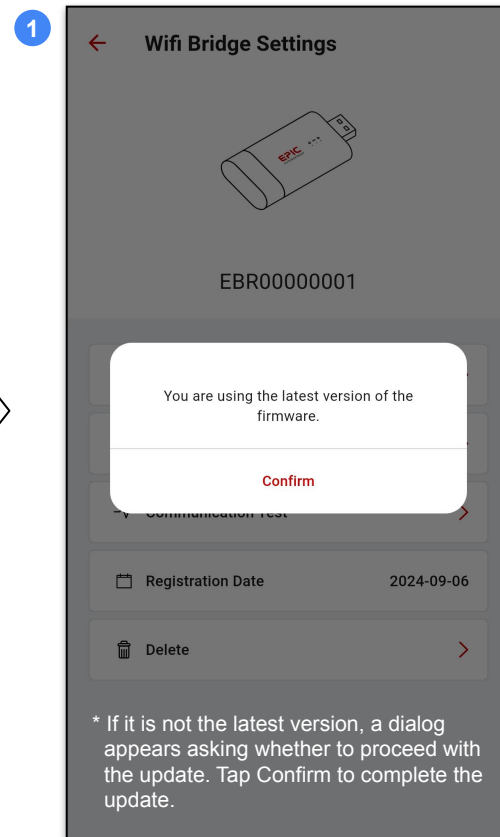 1
Wifi Bridge Settings
EPIC
EBR00000001
You are using the latest version of the
firmware.
Confirm
Communication Test
Registration Date 2024-09-06
Delete
* If it is not the latest version, a dialog
appears asking whether to proceed with
the update. Tap Confirm to complete the
update.